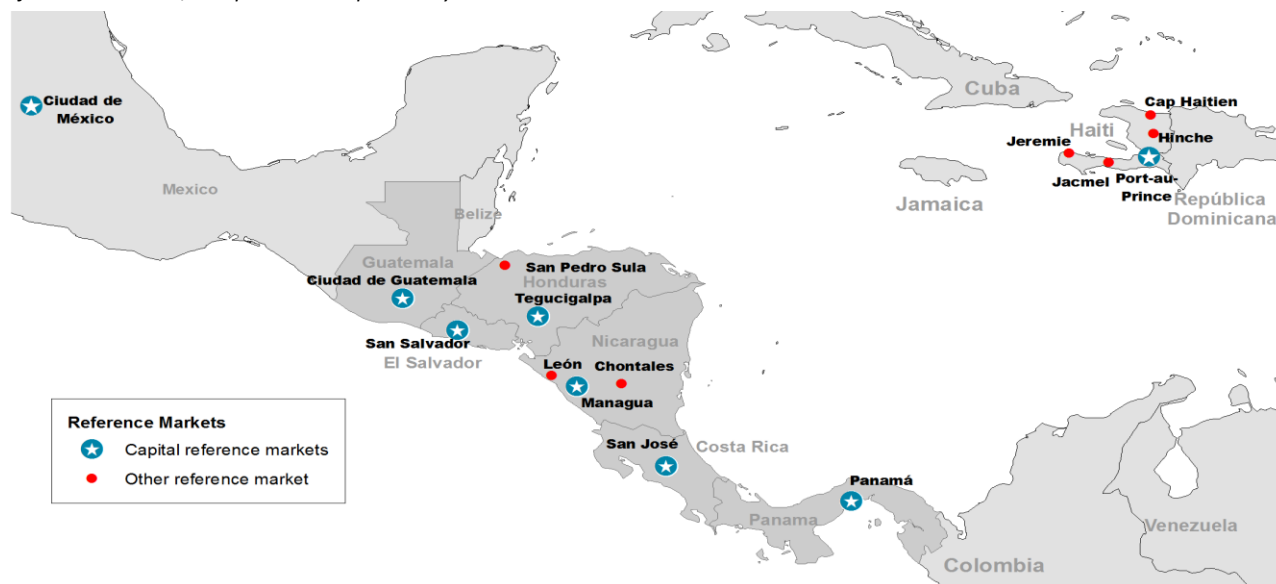 Ciudad de
México
Mexico
Belize
Guatemala
Ciudad de Guatemala
San Pedro Sula
Honduras
Tegucigalpa
San Salvador
El Salvador
Nicaragua
León
Chontales
Managua
San José
Costa Rica
Panamá
Panama
Colombia
Venezuela
Cuba
Jamaica
Haiti
Cap Haitien
Hinche
Jeremie
Jacmel
Port-au-
Prince
República
Dominicana
Reference Markets
Capital reference markets
Other reference market